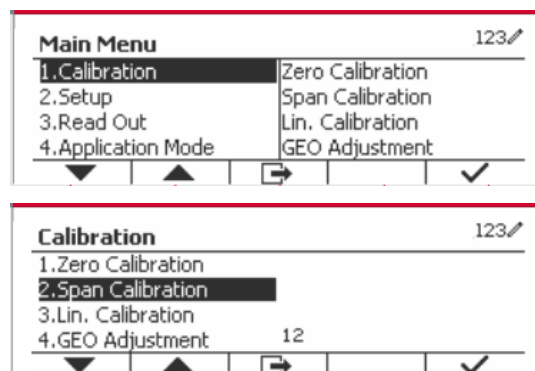 Main Menu 123
1.Calibration Zero Calibration
2.Setup Span Calibration
3.Read Out Lin. Calibration
4.Application Mode GEO Adjustment
Calibration 123
1.Zero Calibration
2.Span Calibration
3.Lin. Calibration
4.GEO Adjustment 12